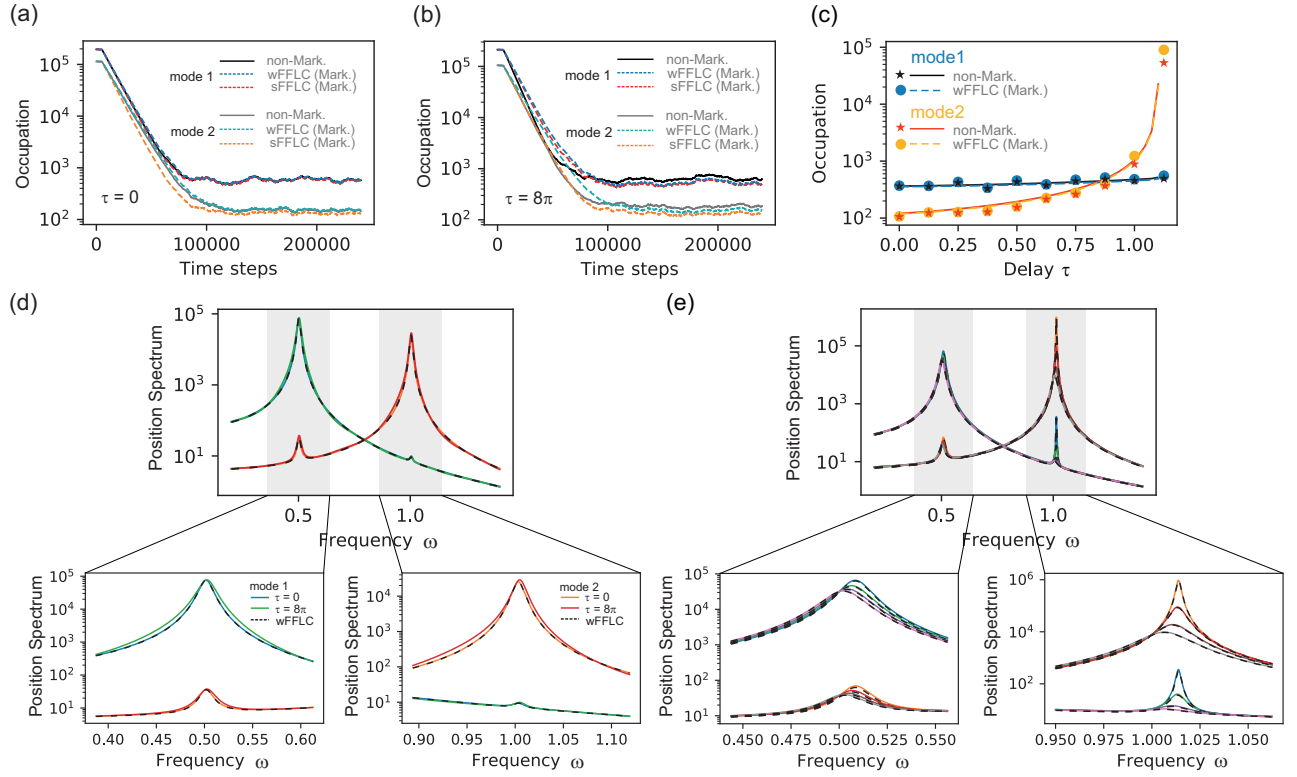 (a)
Occupation
10^5
10^4
10^3
10^2
0
1000000
2000000
Time steps
mode 1
non-Mark.
wFFLC (Mark.)
sFFLC (Mark.)
mode 2
non-Mark.
wFFLC (Mark.)
sFFLC (Mark.)
τ = 0
(b)
Occupation
10^5
10^4
10^3
10^2
0
1000000
2000000
Time steps
mode 1
non-Mark.
wFFLC (Mark.)
sFFLC (Mark.)
mode 2
non-Mark.
wFFLC (Mark.)
sFFLC (Mark.)
τ = 8π
(c)
Occupation
10^5
10^4
10^3
10^2
0.00
0.25
0.50
0.75
1.00
Delay τ
mode1
non-Mark.
wFFLC (Mark.)
mode2
non-Mark.
wFFLC (Mark.)
(d)
Position Spectrum
10^5
10^3
10^1
0.5
1.0
Frequency ω
Position Spectrum
10^5
10^4
10^3
10^2
10^1
mode 1
τ = 0
τ = 8π
wFFLC
0.40
0.45
0.50
0.55
0.60
Frequency ω
Position Spectrum
10^5
10^4
10^3
10^2
10^1
mode 2
τ = 0
τ = 8π
wFFLC
0.90
0.95
1.00
1.05
1.10
Frequency ω
(e)
Position Spectrum
10^5
10^3
10^1
0.5
1.0
Frequency ω
Position Spectrum
10^5
10^4
10^3
10^2
10^1
0.450
0.475
0.500
0.525
0.550
Frequency ω
Position Spectrum
10^6
10^4
10^2
0.950
0.975
1.000
1.025
1.050
Frequency ω